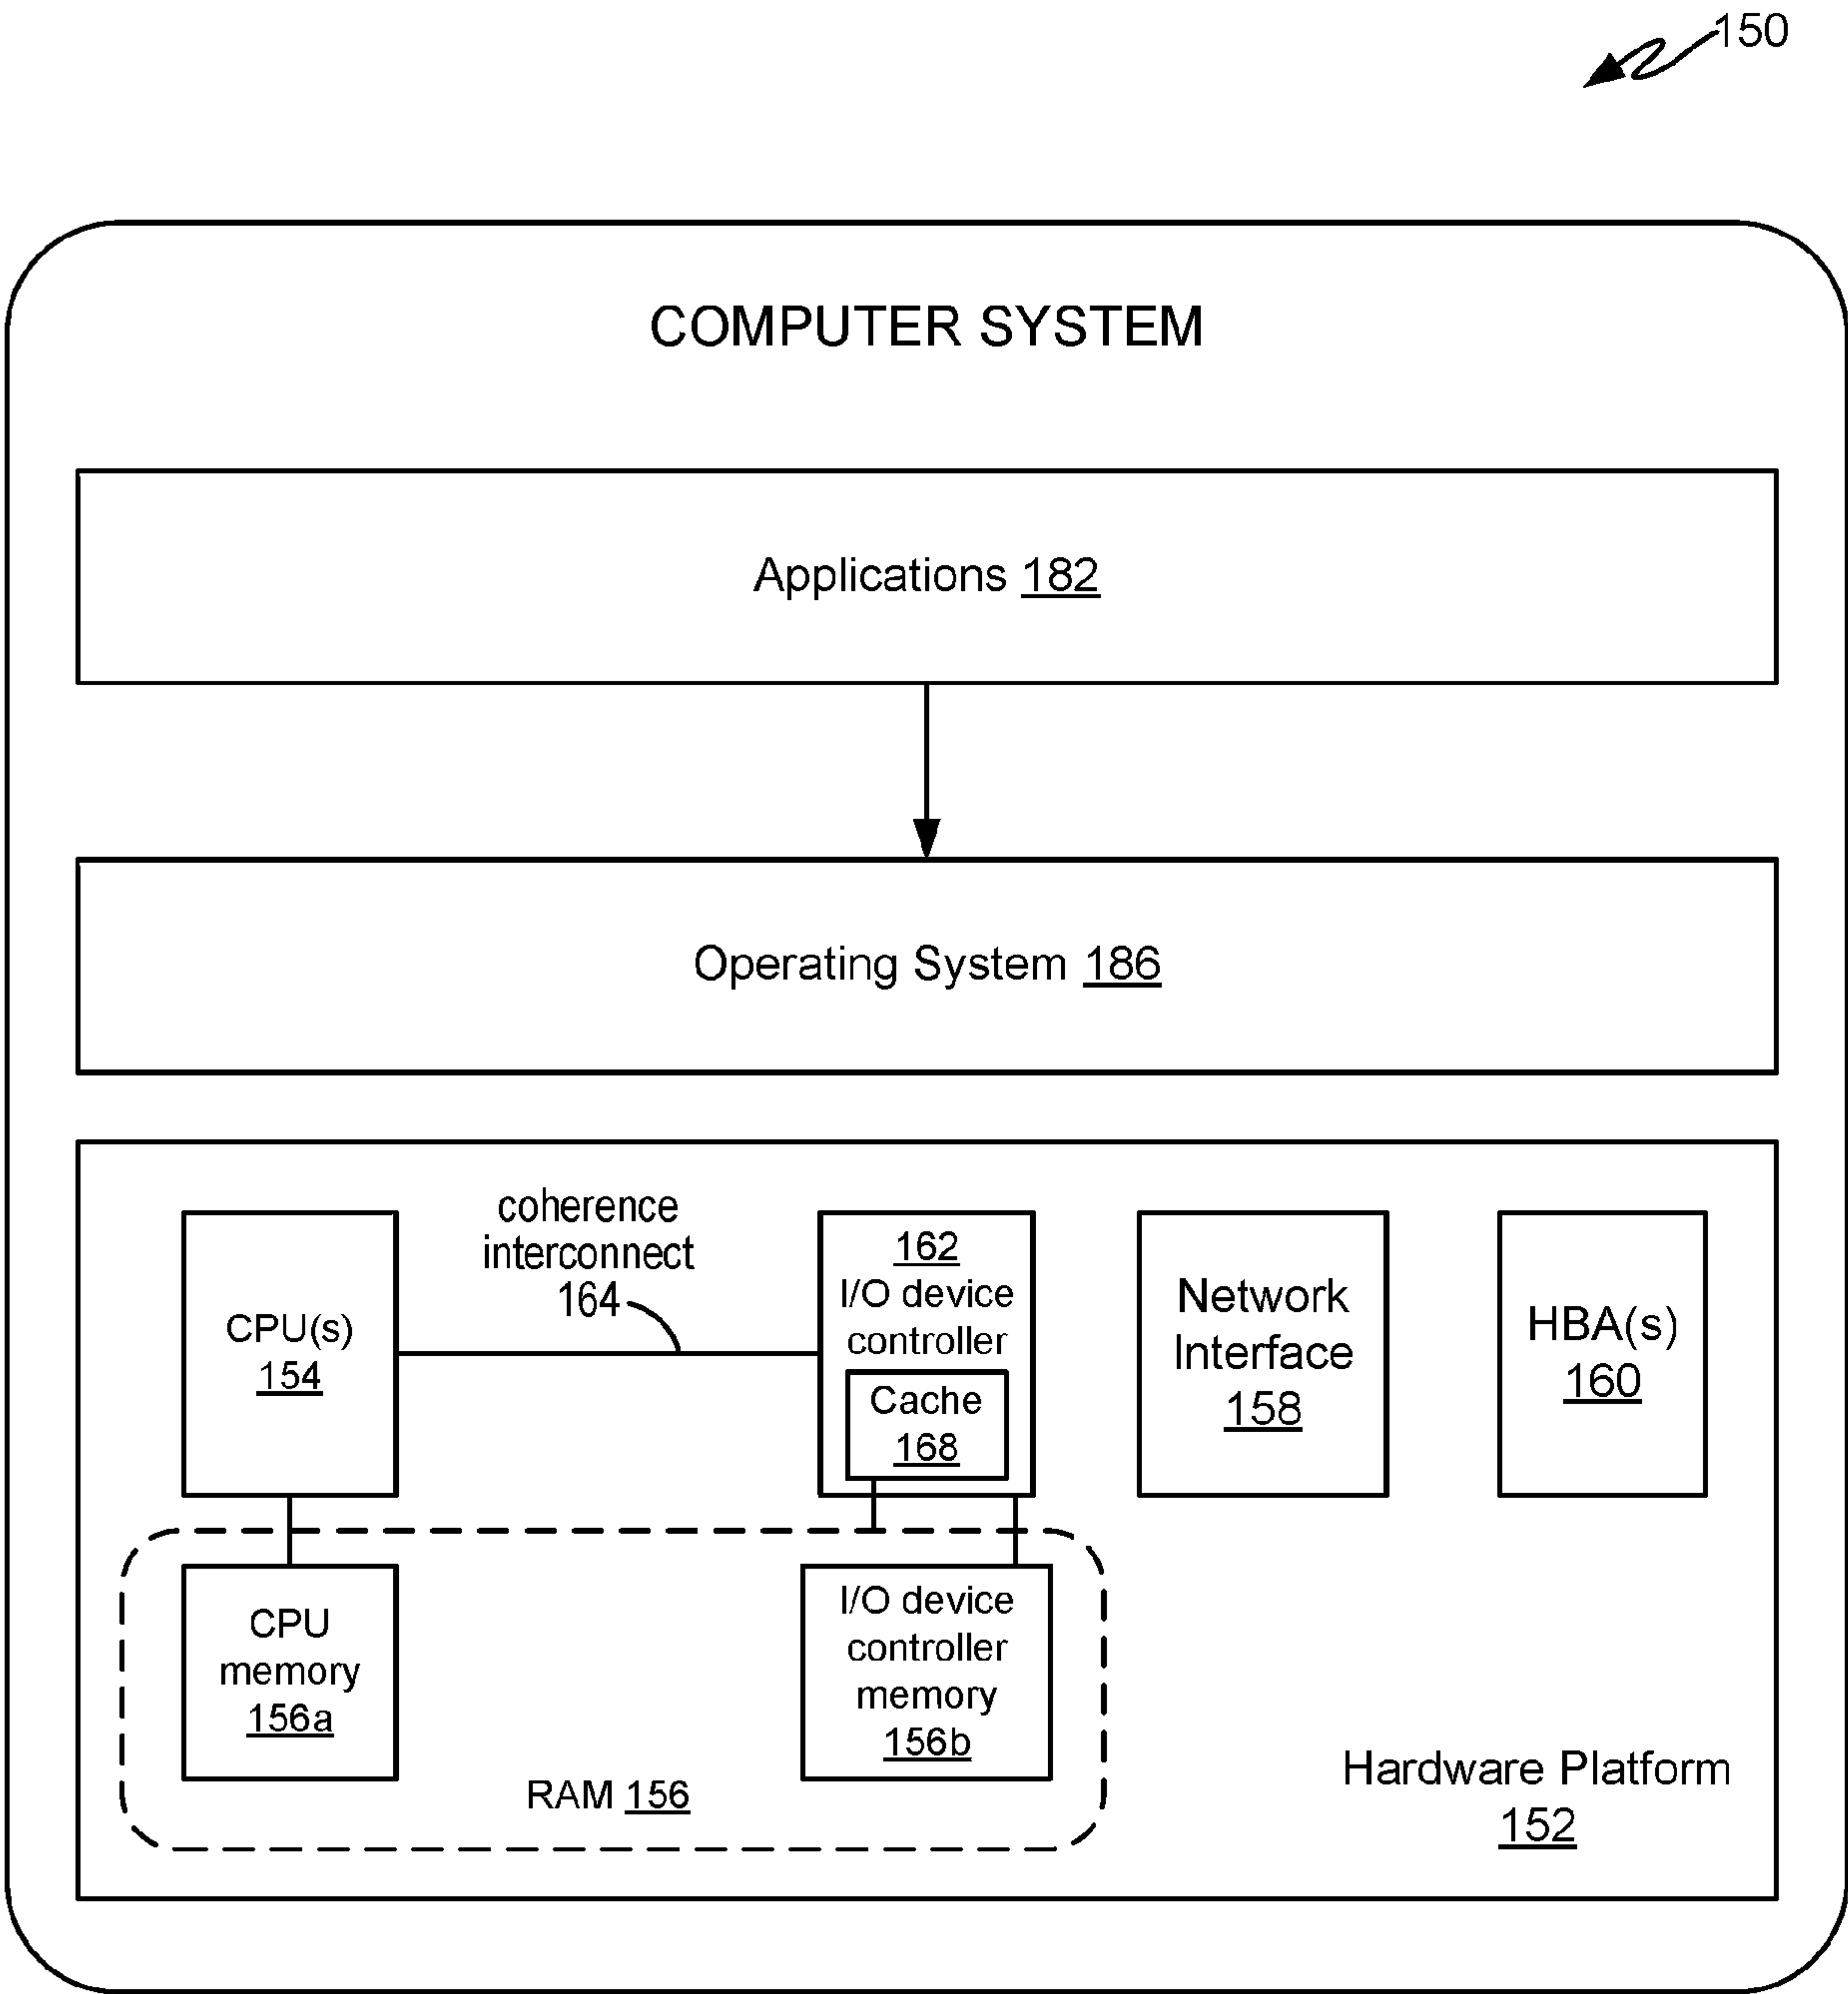 150
COMPUTER SYSTEM
Applications 182
Operating System 186
coherence
interconnect
164
CPU(s)
154
162
I/O device
controller
Cache
168
Network
Interface
158
HBA(s)
160
CPU
memory
156a
I/O device
controller
memory
156b
RAM 156
Hardware Platform
152